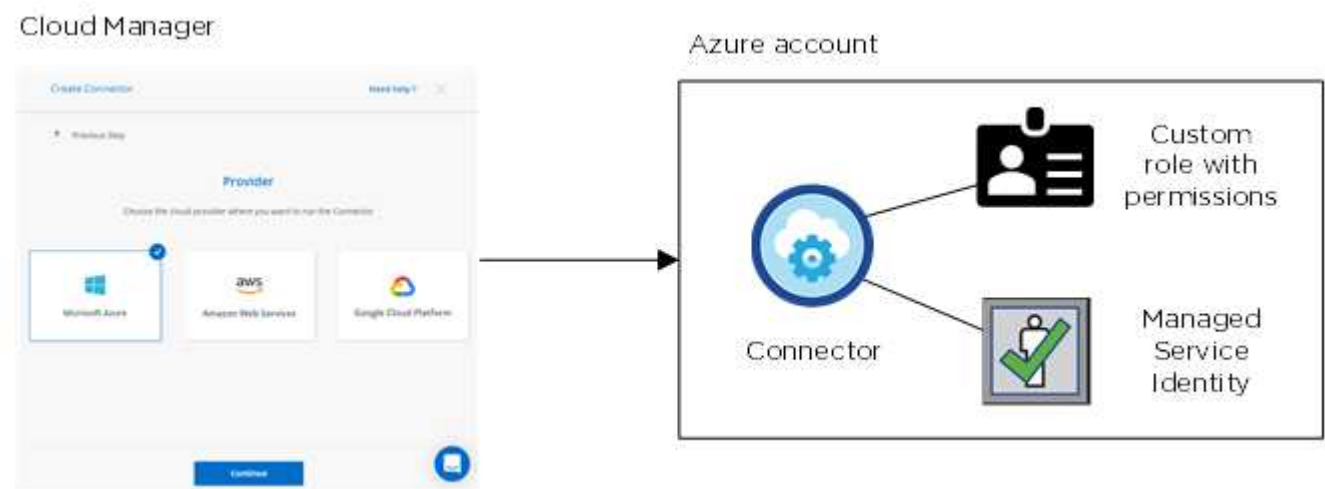 Cloud Manager
Create Connector
Need help?
Previous Step
Provider
Choose the cloud provider where you want to run the Connector
Microsoft Azure
aws
Amazon Web Services
Google Cloud Platform
Continue
Azure account
Custom
role with
permissions
Connector
Managed
Service
Identity